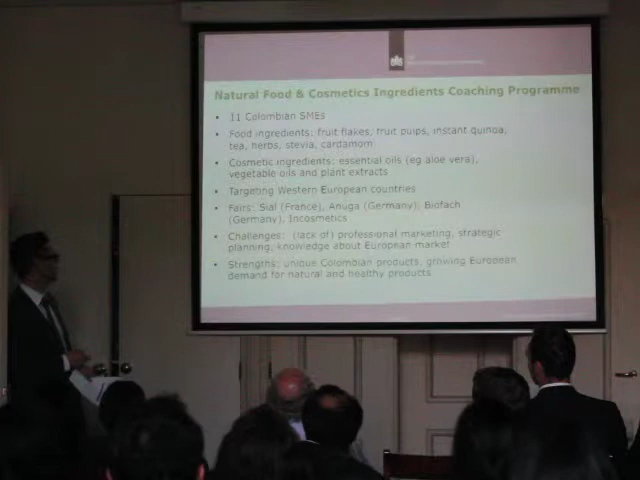 Natural Food & Cosmetics Ingredients Coaching Programme
• 11 Colombian SMEs
• Food ingredients: fruit flakes, fruit pulps, instant quinoa,
tea, herbs, stevia, cardamom
• Cosmetic ingredients: essential oils (eg aloe vera),
vegetable oils and plant extracts
• Targeting Western European countries
• Fairs: Sial (France), Anuga (Germany), Biofach
(Germany), Incosmetics
• Challenges: (lack of) professional marketing, strategic
planning, knowledge about European market
• Strengths: unique Colombian products; growing European
demand for natural and healthy products